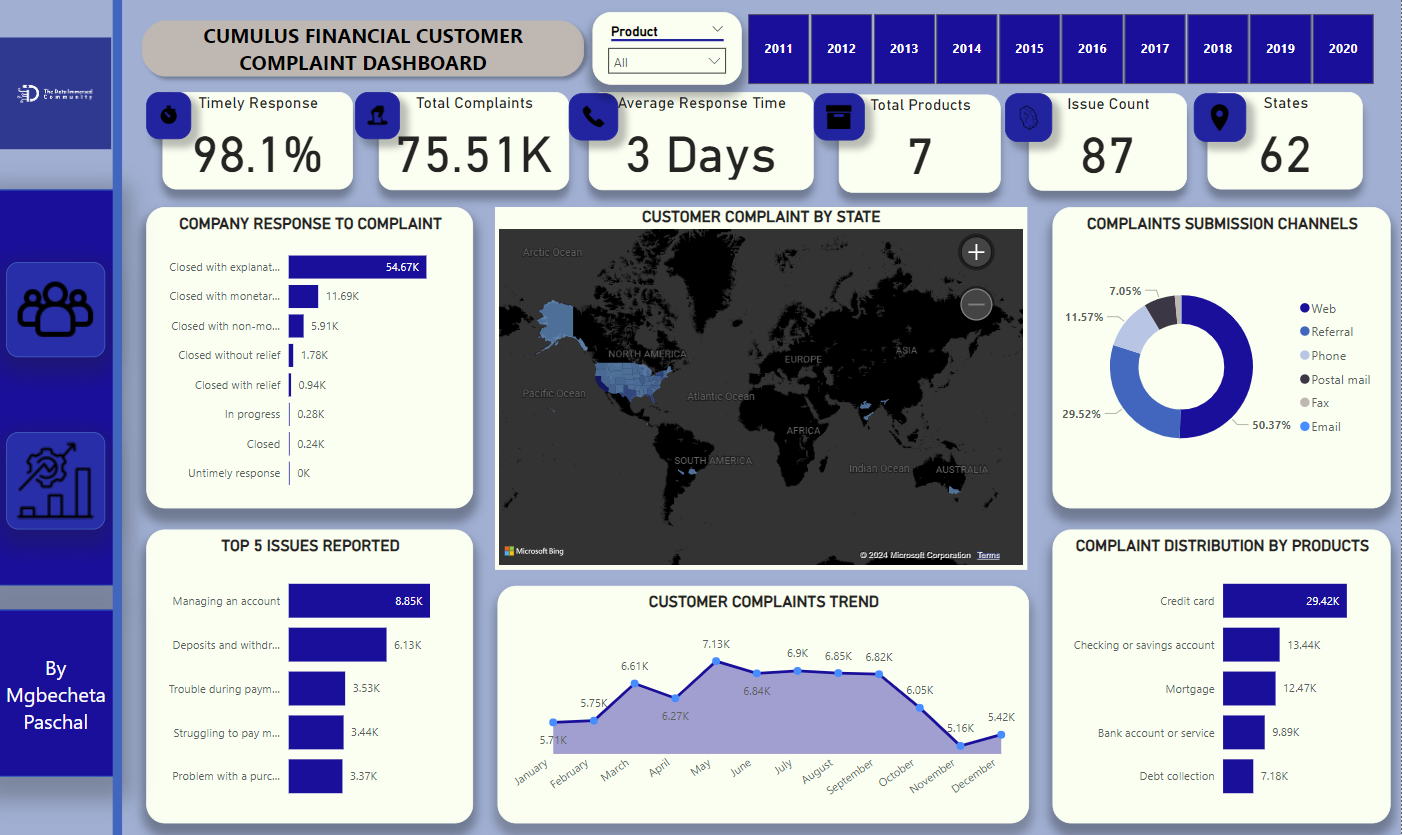 CUMULUS FINANCIAL CUSTOMER
COMPLAINT DASHBOARD
Product
All
2011
2012
2013
2014
2015
2016
2017
2018
2019
2020
The Data Immersed
Community
Timely Response
98.1%
Total Complaints
75.51K
Average Response Time
3 Days
Total Products
7
Issue Count
87
States
62
COMPANY RESPONSE TO COMPLAINT
Closed with explanat... 54.67K
Closed with monetar... 11.69K
Closed with non-mo... 5.91K
Closed without relief 1.78K
Closed with relief 0.94K
In progress 0.28K
Closed 0.24K
Untimely response 0K
CUSTOMER COMPLAINT BY STATE
Arctic Ocean
NORTH AMERICA
EUROPE
ASIA
Pacific Ocean
Atlantic Ocean
AFRICA
SOUTH AMERICA
Indian Ocean
AUSTRALIA
Microsoft Bing
© 2024 Microsoft Corporation Terms
COMPLAINTS SUBMISSION CHANNELS
7.05%
11.57%
29.52%
50.37%
Web
Referral
Phone
Postal mail
Fax
Email
TOP 5 ISSUES REPORTED
Managing an account 8.85K
Deposits and withdr... 6.13K
Trouble during paym... 3.53K
Struggling to pay m... 3.44K
Problem with a purc... 3.37K
CUSTOMER COMPLAINTS TREND
5.71K
5.75K
6.61K
6.27K
7.13K
6.84K
6.9K
6.85K
6.82K
6.05K
5.16K
5.42K
January
February
March
April
May
June
July
August
September
October
November
December
COMPLAINT DISTRIBUTION BY PRODUCTS
Credit card 29.42K
Checking or savings account 13.44K
Mortgage 12.47K
Bank account or service 9.89K
Debt collection 7.18K
By
Mgbecheta
Paschal